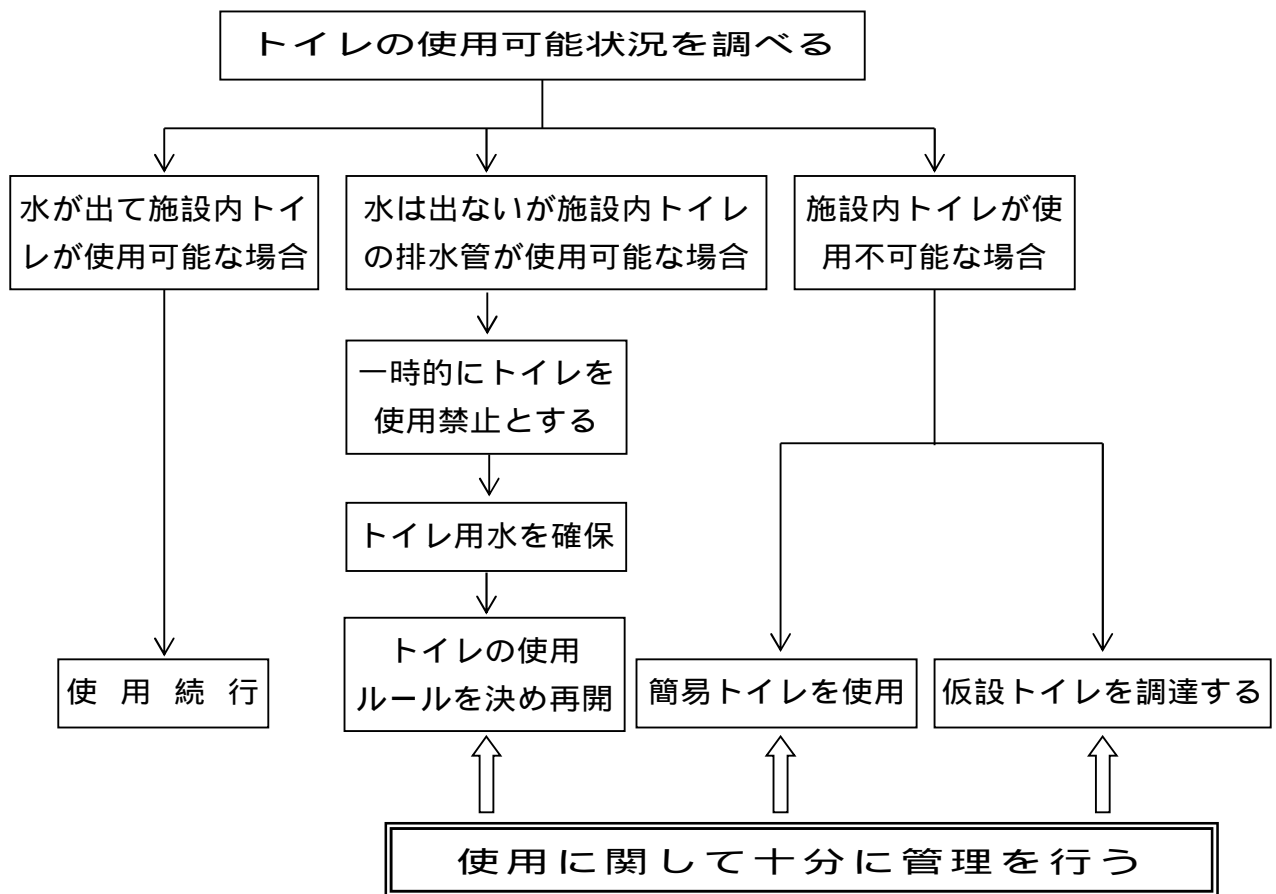 トイレの使用可能状況を調べる
水が出て施設内トイ
レが使用可能な場合
水は出ないが施設内トイレ
の排水管が使用可能な場合
施設内トイレが使
用不可能な場合
一時的にトイレを
使用禁止とする
トイレ用水を確保
トイレの使用
ルールを決め再開
使用続行
簡易トイレを使用
仮設トイレを調達する
使用に関して十分に管理を行う